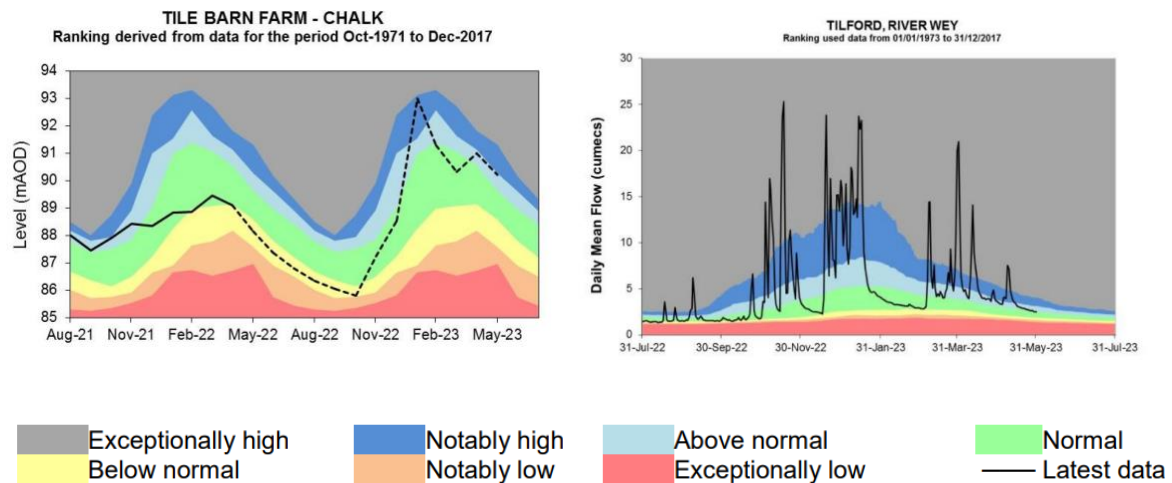 TILE BARN FARM - CHALK
Ranking derived from data for the period Oct-1971 to Dec-2017
Level (mAOD)
94
93
92
91
90
89
88
87
86
85
Aug-21 Nov-21 Feb-22 May-22 Aug-22 Nov-22 Feb-23 May-23
TILFORD, RIVER WEY
Ranking used data from 01/01/1973 to 31/12/2017
Daily Mean Flow (cumecs)
30
25
20
15
10
5
0
31-Jul-22 30-Sep-22 30-Nov-22 31-Jan-23 31-Mar-23 31-May-23 31-Jul-23
Exceptionally high Notably high Above normal Normal
Below normal Notably low Exceptionally low Latest data